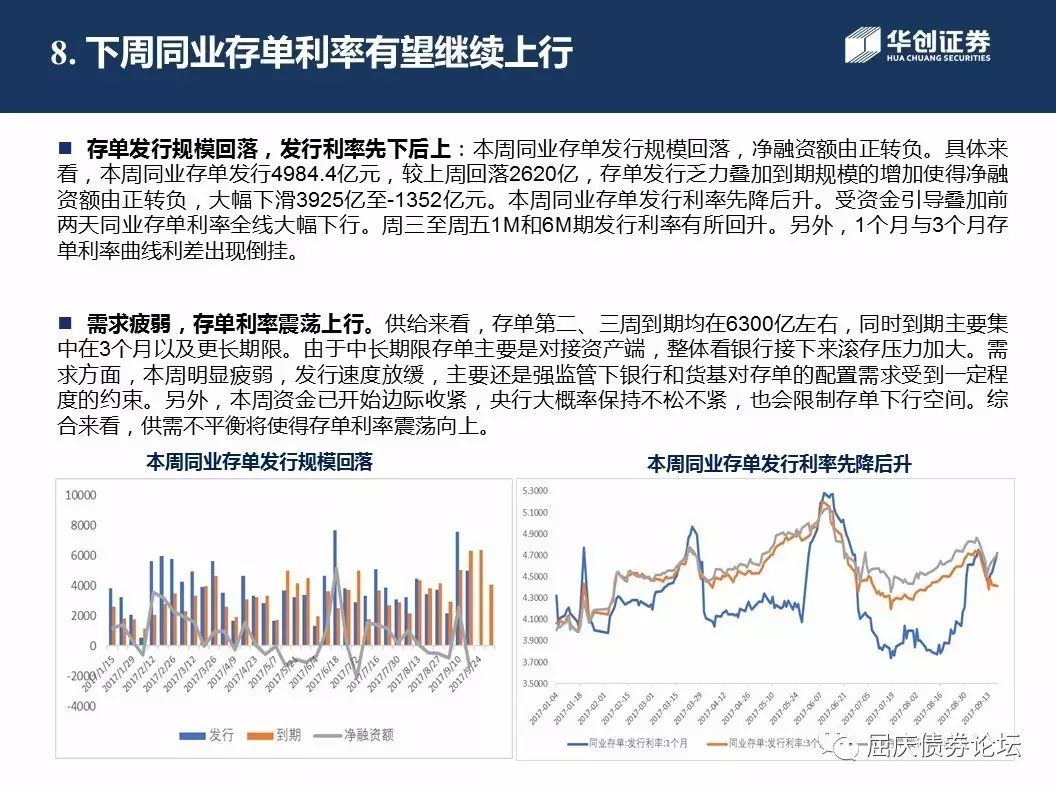 8. 下周同业存单利率有望继续上行
华创证券
HUA CHUANG SECURITIES
■ 存单发行规模回落，发行利率先下后上：本周同业存单发行规模回落，净融资额由正转负。具体来
看，本周同业存单发行4984.4亿元，较上周回落2620亿，存单发行乏力叠加到期规模的增加使得净融
资额由正转负，大幅下滑3925亿至-1352亿元。本周同业存单发行利率先降后升。受资金引导叠加前
两天同业存单利率全线大幅下行。周三至周五1M和6M期发行利率有所回升。另外，1个月与3个月存
单利率曲线利差出现倒挂。
■ 需求疲弱，存单利率震荡上行。供给来看，存单第二、三周到期均在6300亿左右，同时到期主要集
中在3个月以及更长期限。由于中长期限存单主要是对接资产端，整体看银行接下来滚存压力加大。需
求方面，本周明显疲弱，发行速度放缓，主要还是强监管下银行和货基对存单的配置需求受到一定程
度的约束。另外，本周资金已开始边际收紧，央行大概率保持不松不紧，也会限制存单下行空间。综
合来看，供需不平衡将使得存单利率震荡向上。
本周同业存单发行规模回落
10000
8000
6000
4000
2000
0
-2000
-4000
2017/1/15
2017/1/29
2017/2/12
2017/2/26
2017/3/12
2017/3/26
2017/4/9
2017/4/23
2017/5/7
2017/5/21
2017/6/4
2017/6/18
2017/7/2
2017/7/16
2017/7/30
2017/8/13
2017/8/27
2017/9/10
2017/9/24
发行
到期
净融资额
本周同业存单发行利率先降后升
5.3000
5.1000
4.9000
4.7000
4.5000
4.3000
4.1000
3.9000
3.7000
3.5000
2017-01-04
2017-01-18
2017-02-01
2017-02-15
2017-03-01
2017-03-15
2017-03-29
2017-04-12
2017-04-26
2017-05-10
2017-05-24
2017-06-07
2017-06-21
2017-07-05
2017-07-19
2017-08-02
2017-08-16
2017-08-30
2017-09-13
同业存单:发行利率:1个月
同业存单:发行利率:3个
屈庆债券论坛